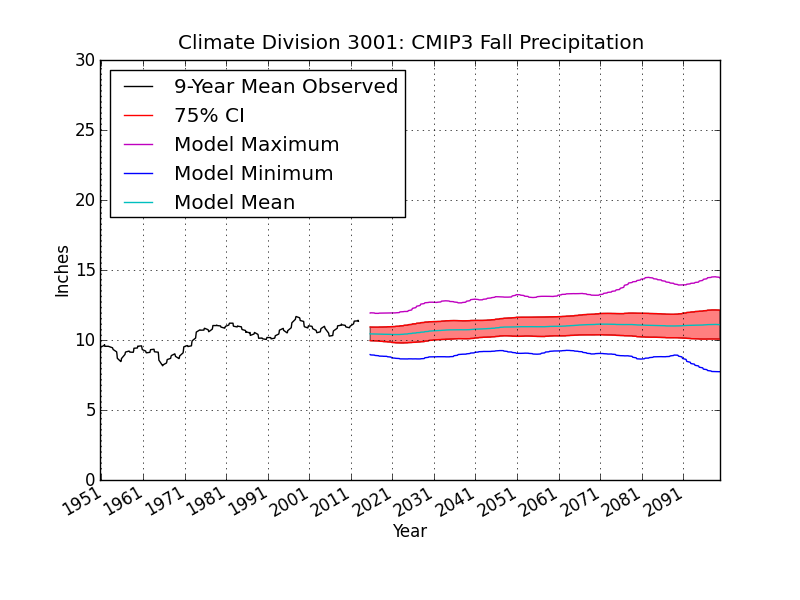 Climate Division 3001: CMIP3 Fall Precipitation
30
25
20
15
10
5
0
Inches
9-Year Mean Observed
75% CI
Model Maximum
Model Minimum
Model Mean
1951
1961
1971
1981
1991
2001
2011
2021
2031
2041
2051
2061
2071
2081
2091
Year